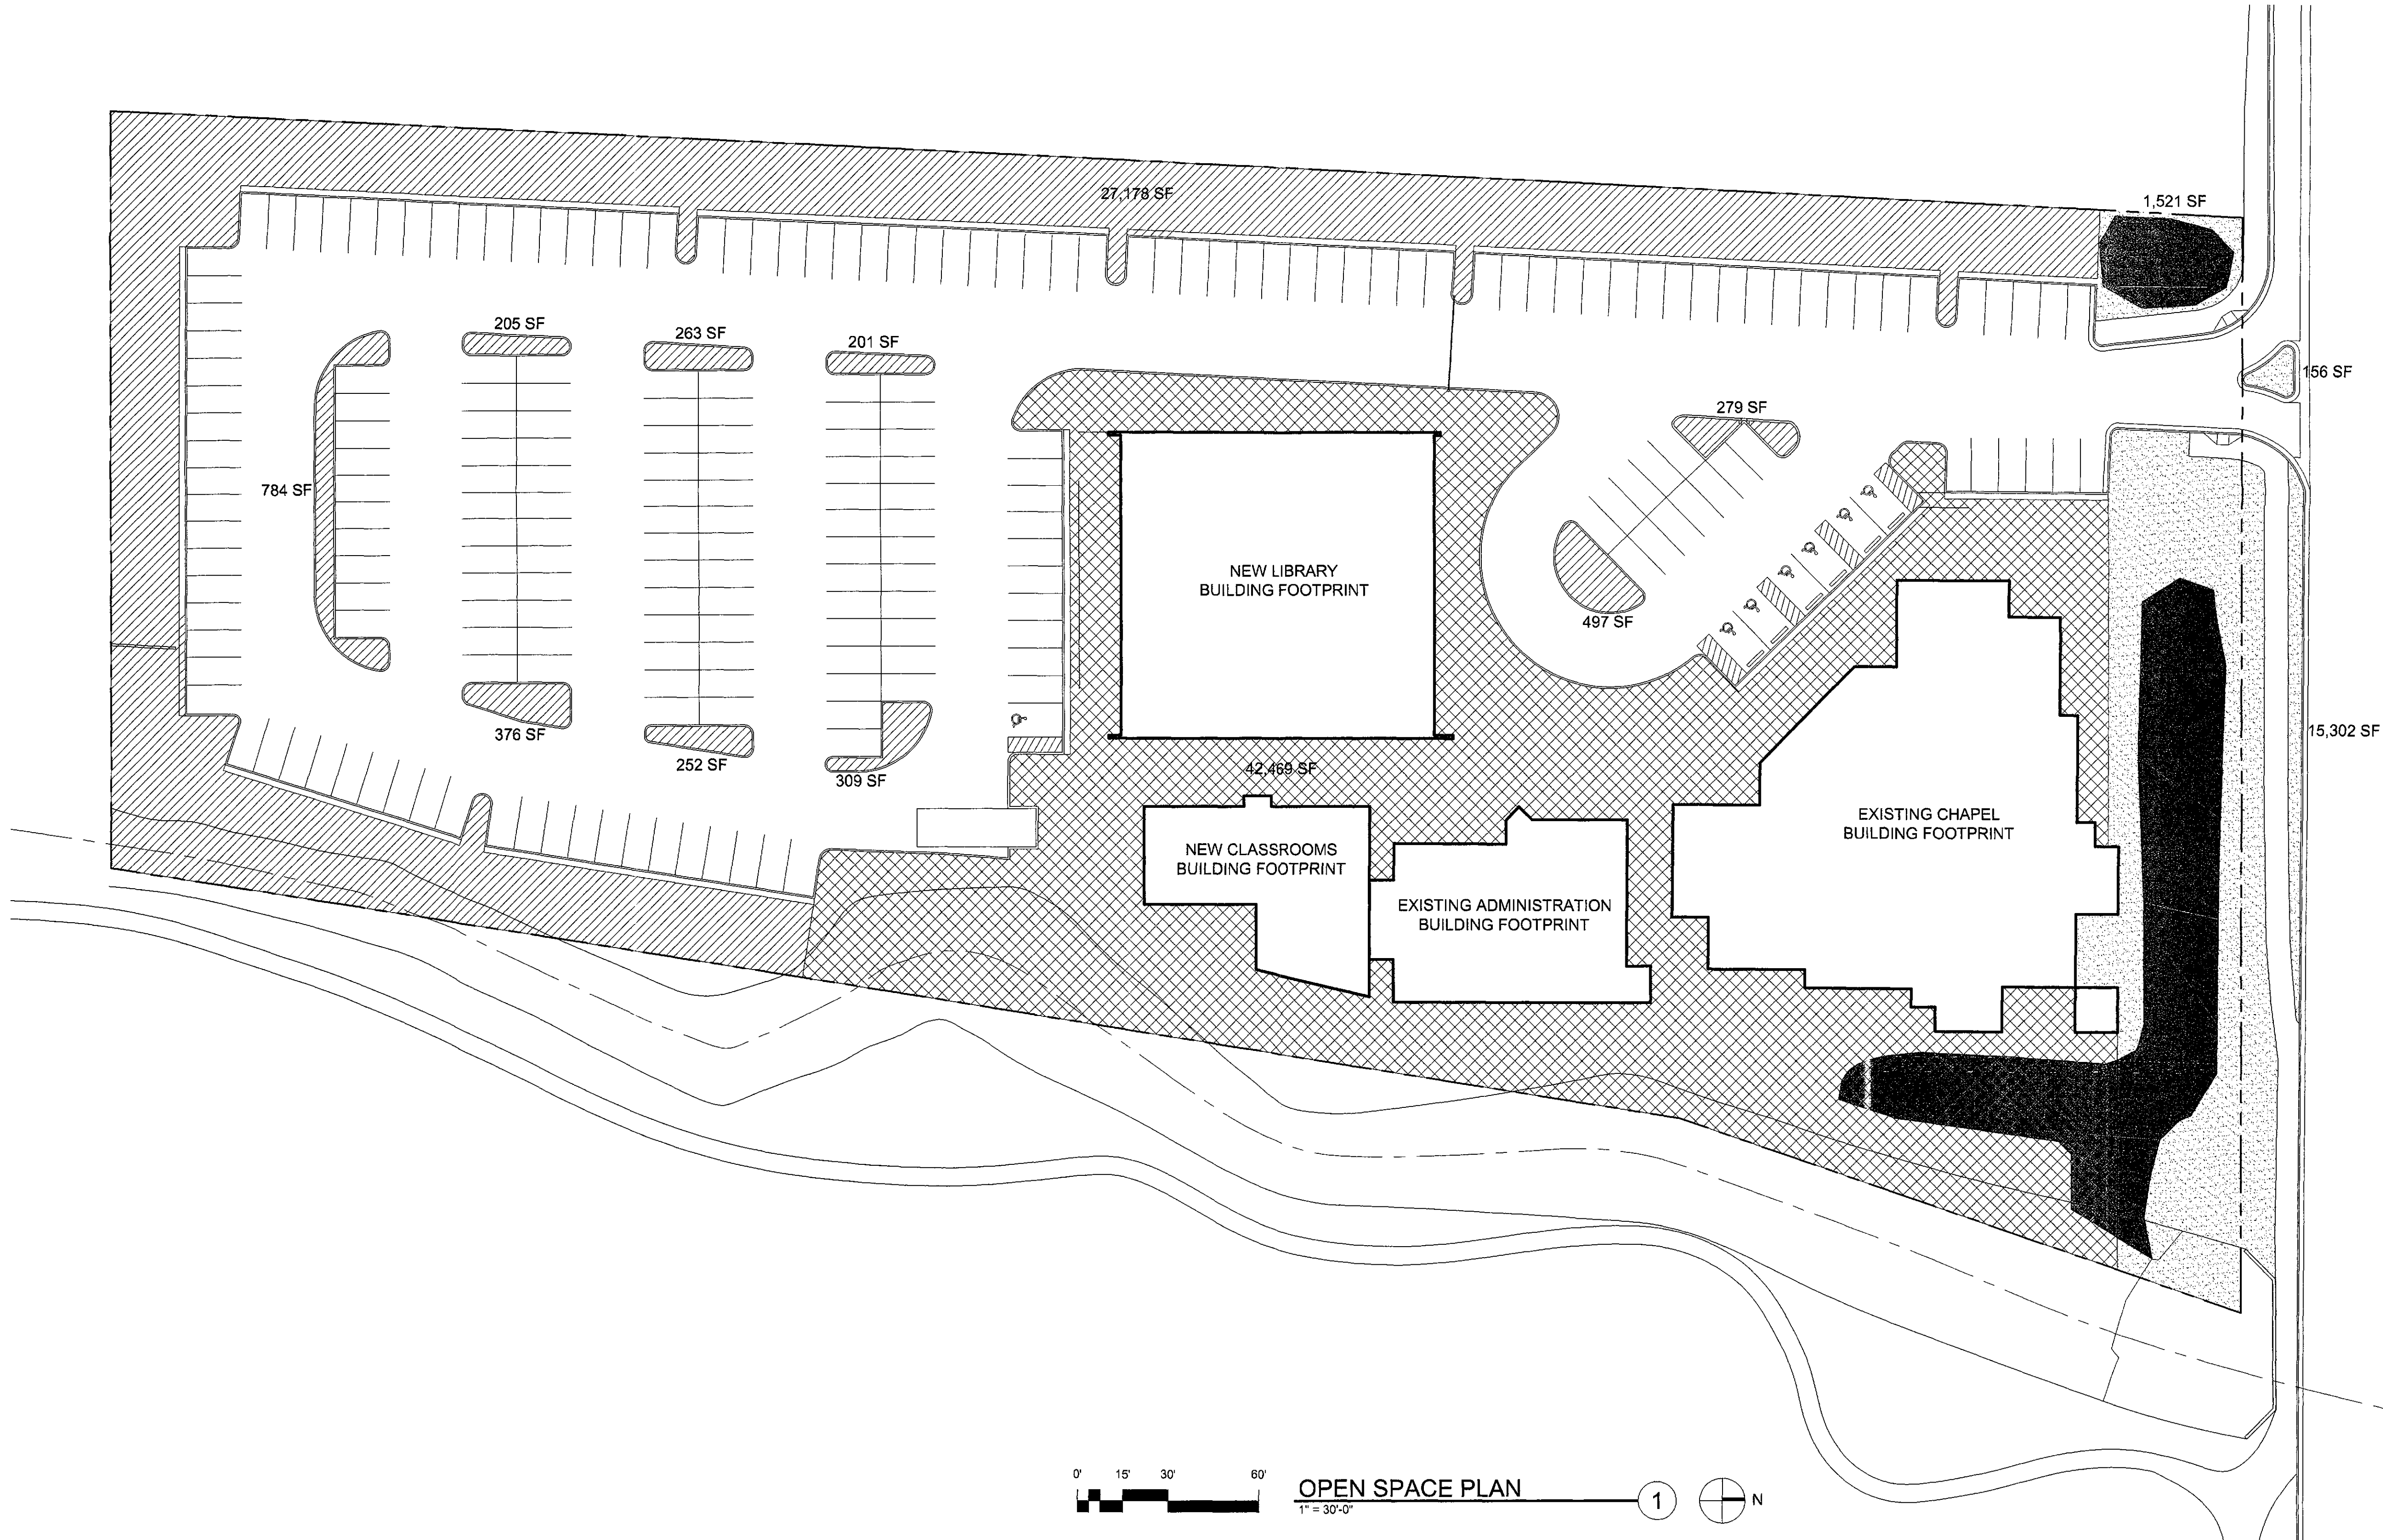 27,178 SF
1,521 SF
205 SF
263 SF
201 SF
156 SF
279 SF
784 SF
NEW LIBRARY
BUILDING FOOTPRINT
497 SF
376 SF
252 SF
309 SF
42,469 SF
15,302 SF
NEW CLASSROOMS
BUILDING FOOTPRINT
EXISTING CHAPEL
BUILDING FOOTPRINT
EXISTING ADMINISTRATION
BUILDING FOOTPRINT
0' 15' 30' 60'
OPEN SPACE PLAN
1" = 30'-0"
1
N